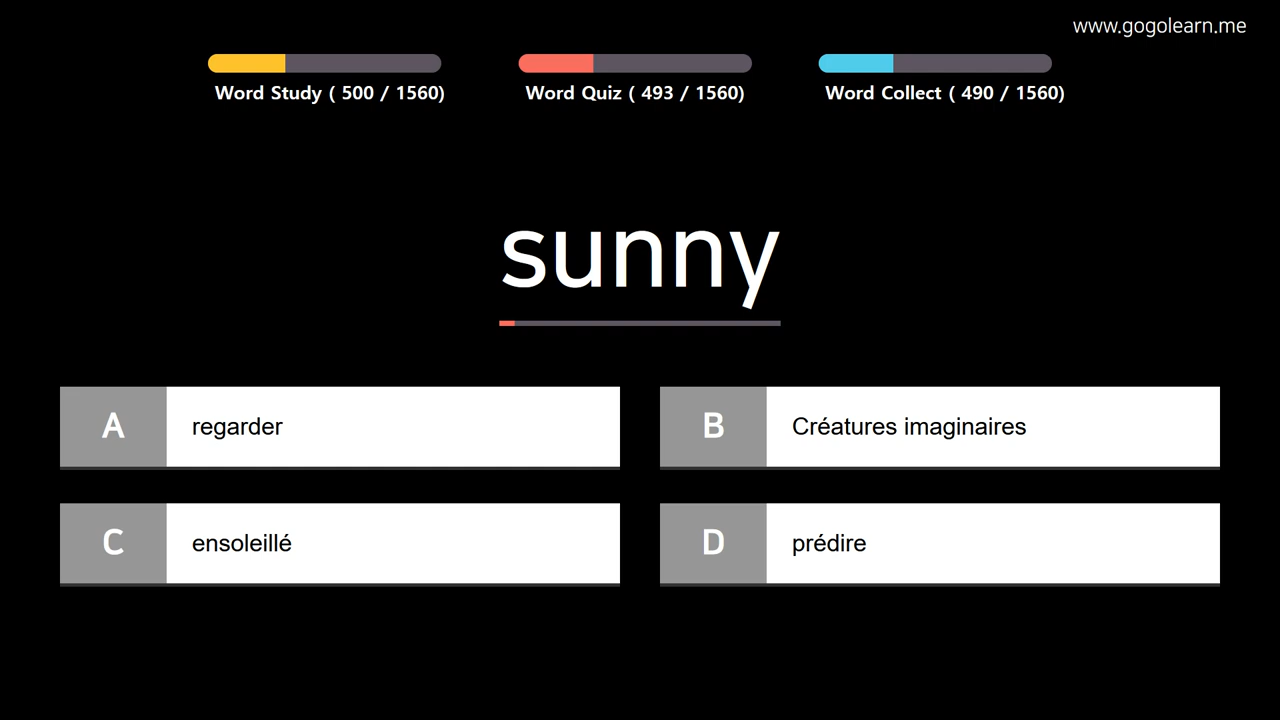 www.gogolearn.me
Word Study ( 500 / 1560)
Word Quiz ( 493 / 1560)
Word Collect ( 490 / 1560)
sunny
A regarder
B Créatures imaginaires
C ensoleillé
D prédire